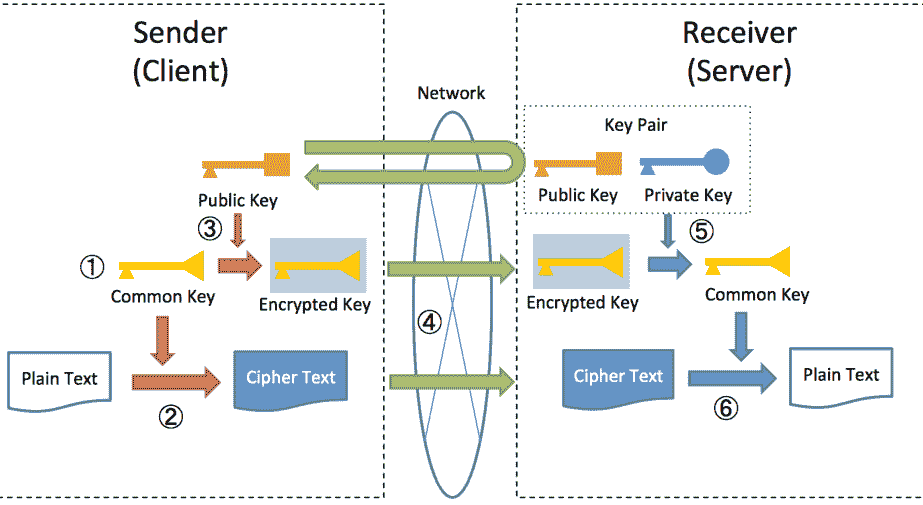 Sender
(Client)
Receiver
(Server)
Network
Key Pair
Public Key
Public Key
Private Key
③
⑤
①
Common Key
Encrypted Key
Encrypted Key
Common Key
④
Plain Text
Cipher Text
Cipher Text
Plain Text
②
⑥